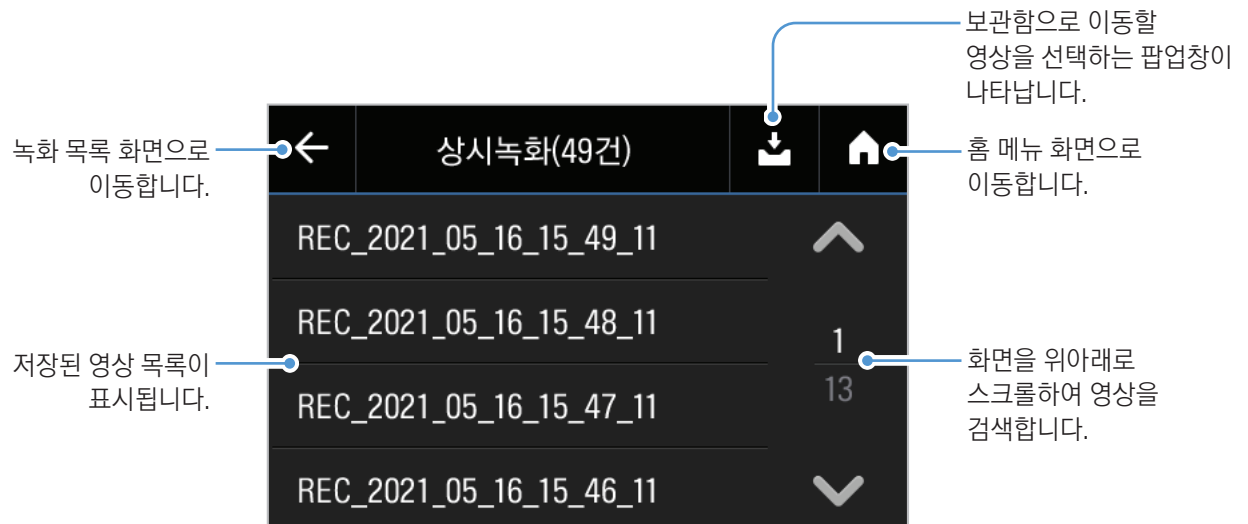 보관함으로 이동할
영상을 선택하는 팝업창이
나타납니다.
녹화 목록 화면으로
이동합니다.
상시녹화(49건)
홈 메뉴 화면으로
이동합니다.
REC_2021_05_16_15_49_11
REC_2021_05_16_15_48_11
1
13
저장된 영상 목록이
표시됩니다.
화면을 위아래로
스크롤하여 영상을
검색합니다.
REC_2021_05_16_15_47_11
REC_2021_05_16_15_46_11